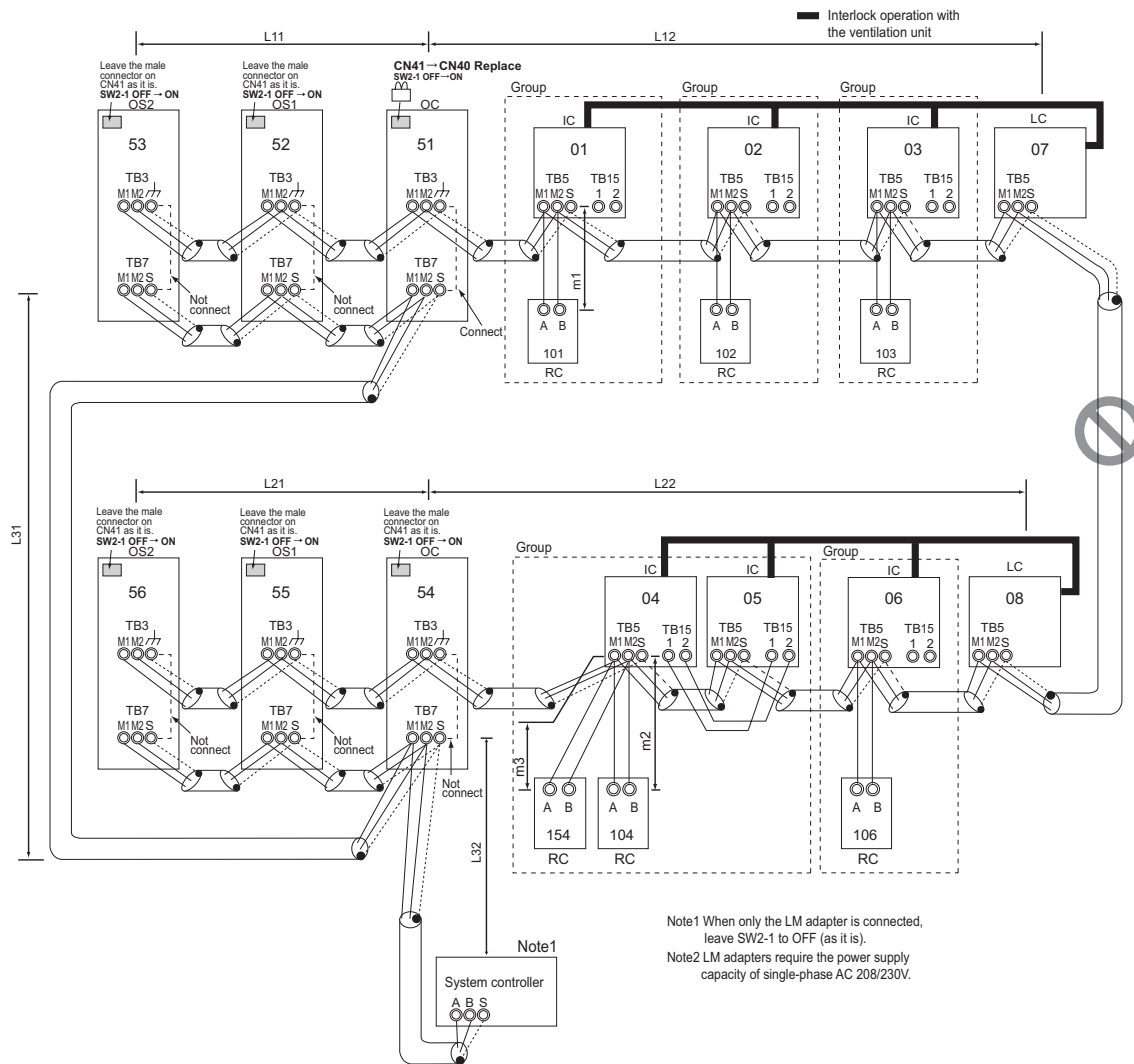 Interlock operation with
the ventilation unit
L11
L12
Leave the male
connector on
CN41 as it is.
SW2-1 OFF → ON
OS2
Leave the male
connector on
CN41 as it is.
SW2-1 OFF → ON
OS1
CN41→CN40 Replace
SW2-1 OFF→ON
OC
Group
Group
Group
IC
IC
IC
LC
53
52
51
01
02
03
07
TB3
M1 M2
TB3
M1 M2
TB3
M1 M2
TB5
M1 M2 S
TB15
1 2
TB5
M1 M2 S
TB15
1 2
TB5
M1 M2 S
TB15
1 2
TB5
M1 M2 S
TB7
M1 M2 S
Not
connect
TB7
M1 M2 S
Not
connect
TB7
M1 M2 S
Connect
m1
A B
101
RC
A B
102
RC
A B
103
RC
L31
L21
L22
Leave the male
connector on
CN41 as it is.
SW2-1 OFF → ON
OS2
Leave the male
connector on
CN41 as it is.
SW2-1 OFF → ON
OS1
Leave the male
connector on
CN41 as it is.
SW2-1 OFF → ON
OC
Group
Group
IC
IC
IC
LC
56
55
54
04
05
06
08
TB3
M1 M2
TB3
M1 M2
TB3
M1 M2
TB5
M1 M2 S
TB15
1 2
TB5
M1 M2 S
TB15
1 2
TB5
M1 M2 S
TB15
1 2
TB5
M1 M2 S
TB7
M1 M2 S
Not
connect
TB7
M1 M2 S
Not
connect
TB7
M1 M2 S
Not
connect
m3
m2
A B
154
RC
A B
104
RC
A B
106
RC
L32
Note1
System controller
A B S
Note1 When only the LM adapter is connected,
leave SW2-1 to OFF (as it is).
Note2 LM adapters require the power supply
capacity of single-phase AC 208/230V.